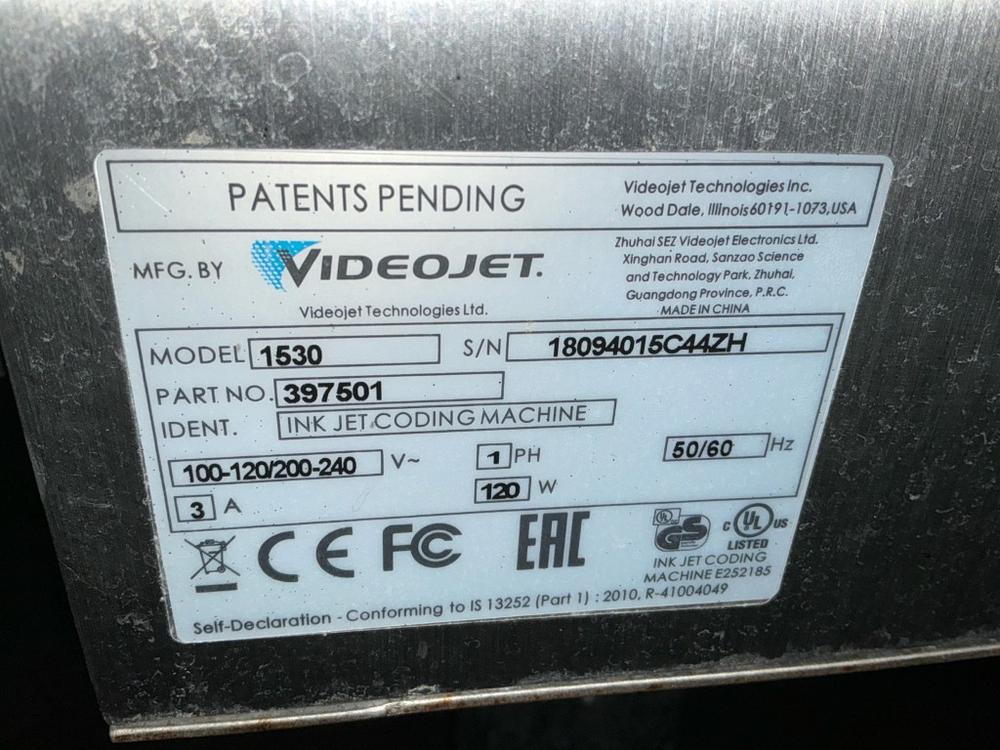 PATENTS PENDING
Videojet Technologies Inc.
Wood Dale, Illinois60191-1073,USA
MFG. BY
VIDEOJET.
Videojet Technologies Ltd.
Zhuhai SEZ Videojet Electronics Ltd.
Xinghan Road, Sanzao Science
and Technology Park, Zhuhai,
Guangdong Province, P.R.C.
MADE IN CHINA
MODEL 1530
S/N 18094015C44ZH
PART NO. 397501
IDENT. INK JET CODING MACHINE
100-120/200-240 V~
1 PH
50/60 Hz
3 A
120 W
CE FC EAC
UL GS
C UL US
LISTED
INK JET CODING
MACHINE E252185
Self-Declaration - Conforming to IS 13252 (Part 1) : 2010, R-41004049